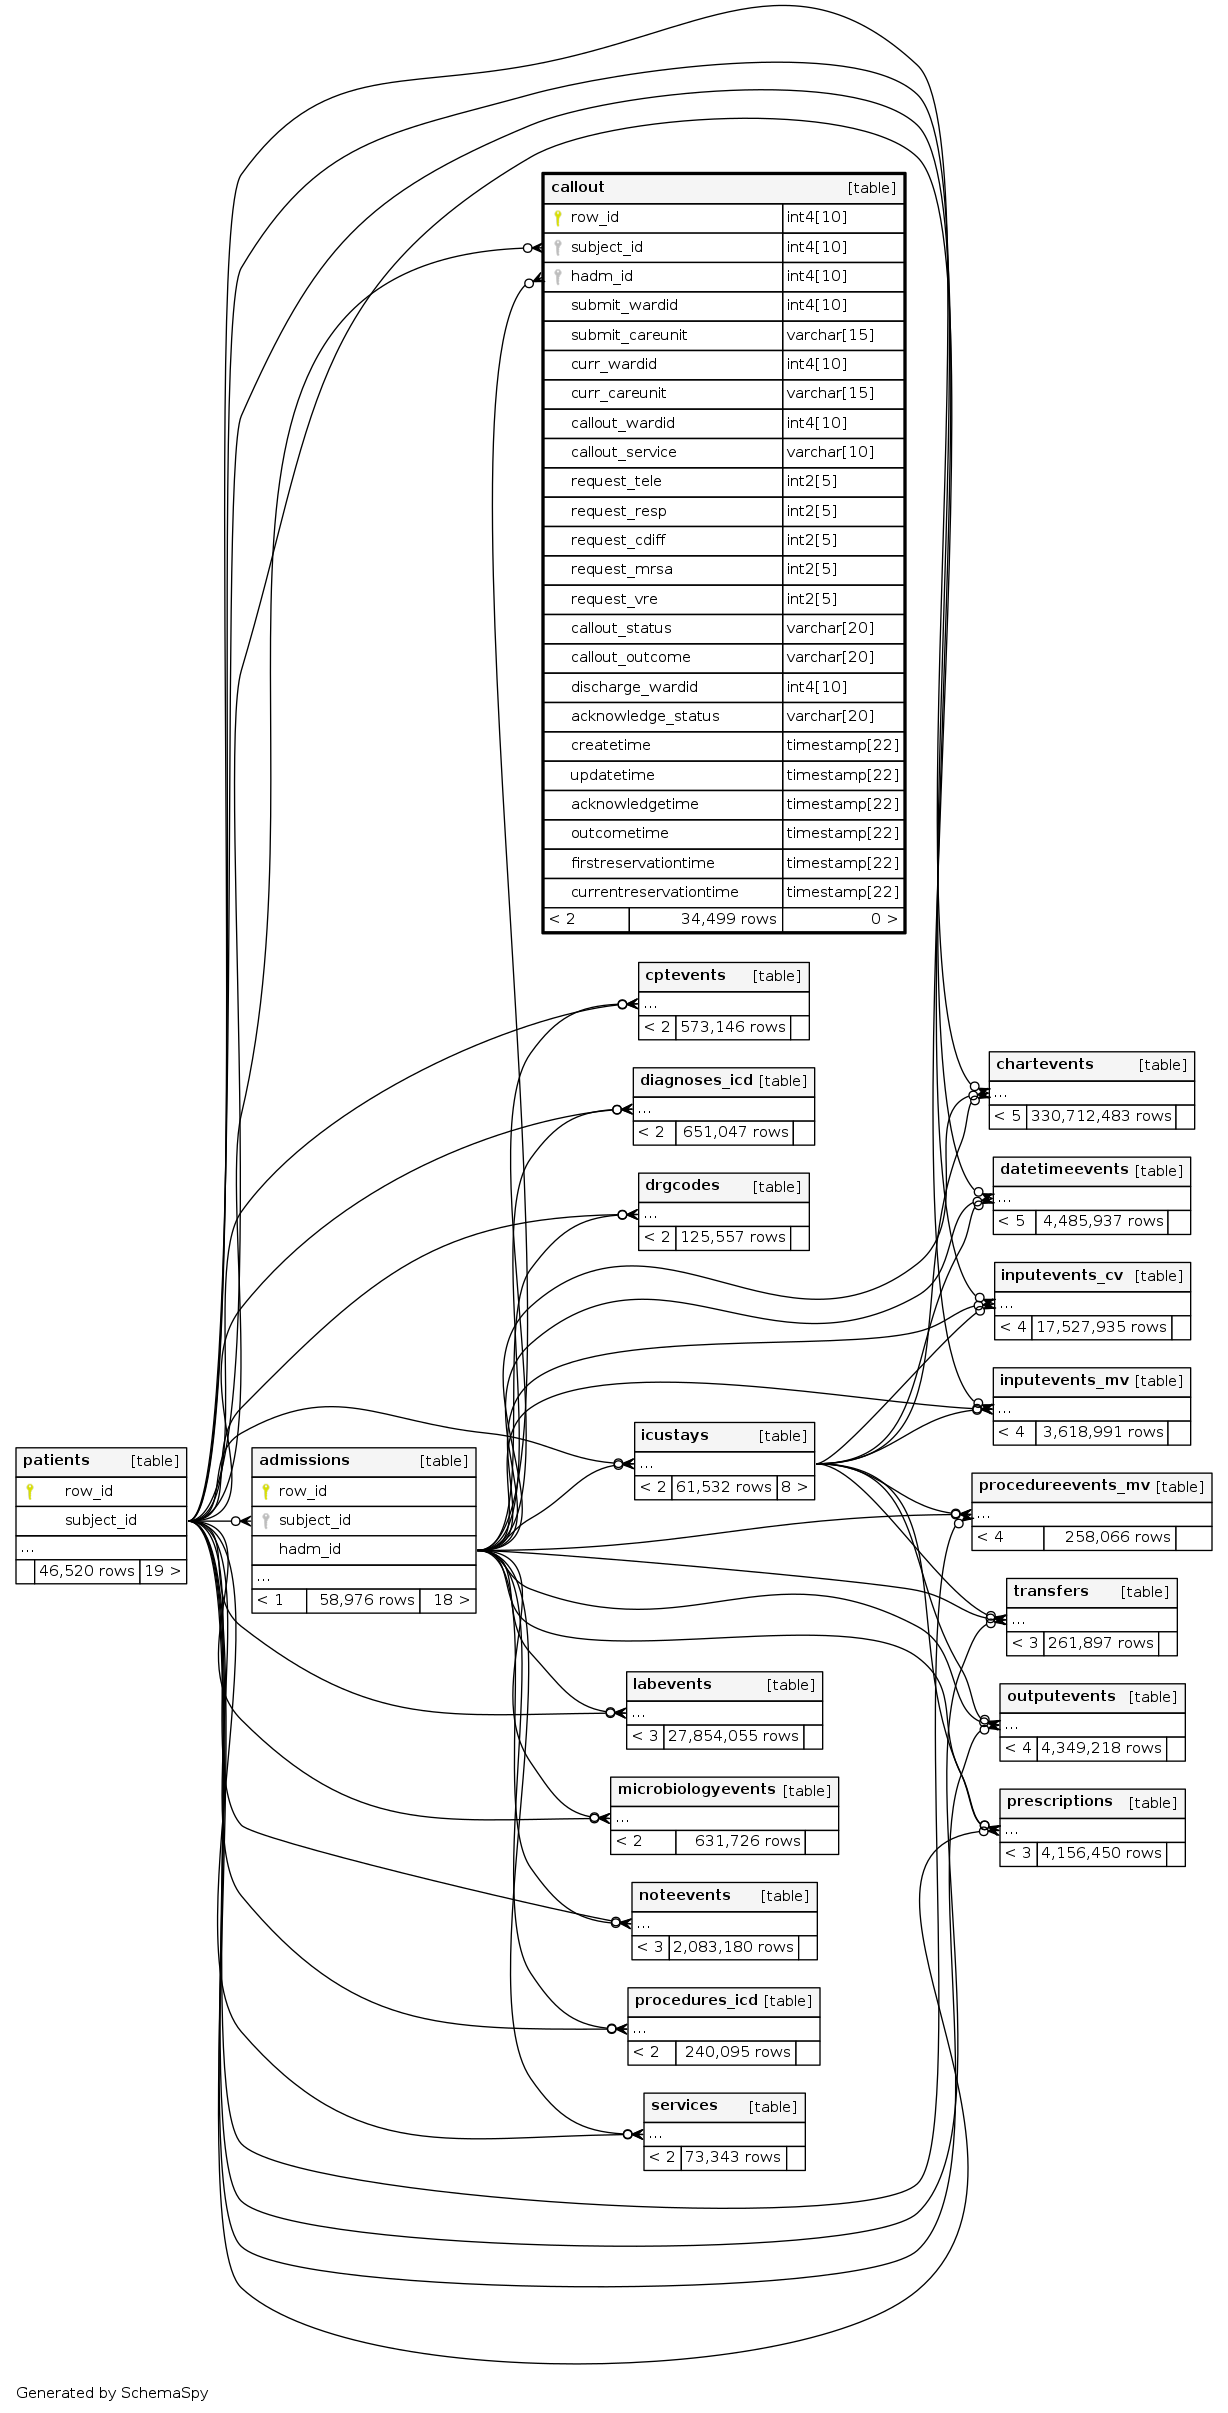 callout [table]
row_id int4[10]
subject_id int4[10]
hadm_id int4[10]
submit_wardid int4[10]
submit_careunit varchar[15]
curr_wardid int4[10]
curr_careunit varchar[15]
callout_wardid int4[10]
callout_service varchar[10]
request_tele int2[5]
request_resp int2[5]
request_cdiff int2[5]
request_mrsa int2[5]
request_vre int2[5]
callout_status varchar[20]
callout_outcome varchar[20]
discharge_wardid int4[10]
acknowledge_status varchar[20]
createtime timestamp[22]
updatetime timestamp[22]
acknowledgetime timestamp[22]
outcometime timestamp[22]
firstreservationtime timestamp[22]
currentreservationtime timestamp[22]
< 2 34,499 rows 0 >
cptevents [table]
...
< 2 573,146 rows
diagnoses_icd [table]
...
< 2 651,047 rows
drgcodes [table]
...
< 2 125,557 rows
chartevents [table]
...
< 5 330,712,483 rows
datetimeevents [table]
...
< 5 4,485,937 rows
inputevents_cv [table]
...
< 4 17,527,935 rows
inputevents_mv [table]
...
< 4 3,618,991 rows
patients [table]
row_id
subject_id
...
46,520 rows 19 >
admissions [table]
row_id
subject_id
hadm_id
...
< 1 58,976 rows 18 >
icustays [table]
...
< 2 61,532 rows 8 >
procedureevents_mv [table]
...
< 4 258,066 rows
transfers [table]
...
< 3 261,897 rows
outputevents [table]
...
< 4 4,349,218 rows
prescriptions [table]
...
< 3 4,156,450 rows
labevents [table]
...
< 3 27,854,055 rows
microbiologyevents [table]
...
< 2 631,726 rows
noteevents [table]
...
< 3 2,083,180 rows
procedures_icd [table]
...
< 2 240,095 rows
services [table]
...
< 2 73,343 rows
Generated by SchemaSpy